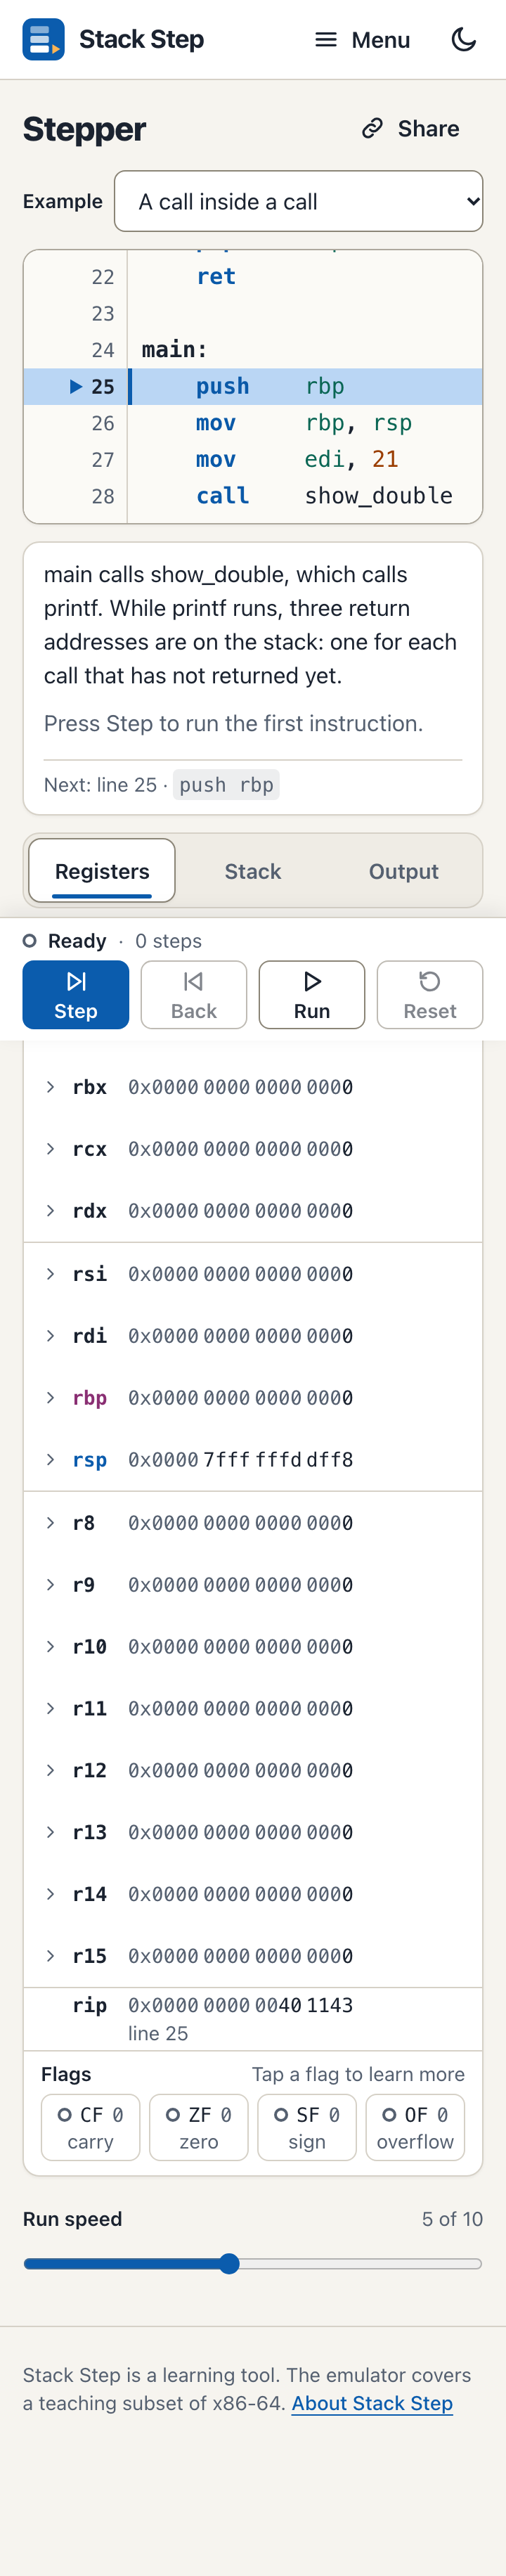 Stack Step
Menu
Stepper
Share
Example
A call inside a call
22 ret
23
24 main:
25 push rbp
26 mov rbp, rsp
27 mov edi, 21
28 call show_double
main calls show_double, which calls
printf. While printf runs, three return
addresses are on the stack: one for each
call that has not returned yet.
Press Step to run the first instruction.
Next: line 25 · push rbp
Registers Stack Output
Ready · 0 steps
Step Back Run Reset
rbx 0x0000 0000 0000 0000
rcx 0x0000 0000 0000 0000
rdx 0x0000 0000 0000 0000
rsi 0x0000 0000 0000 0000
rdi 0x0000 0000 0000 0000
rbp 0x0000 0000 0000 0000
rsp 0x0000 7fff fffd dff8
r8 0x0000 0000 0000 0000
r9 0x0000 0000 0000 0000
r10 0x0000 0000 0000 0000
r11 0x0000 0000 0000 0000
r12 0x0000 0000 0000 0000
r13 0x0000 0000 0000 0000
r14 0x0000 0000 0000 0000
r15 0x0000 0000 0000 0000
rip 0x0000 0000 0040 1143
line 25
Flags Tap a flag to learn more
CF 0 ZF 0 SF 0 OF 0
carry zero sign overflow
Run speed 5 of 10
Stack Step is a learning tool. The emulator covers
a teaching subset of x86-64. About Stack Step